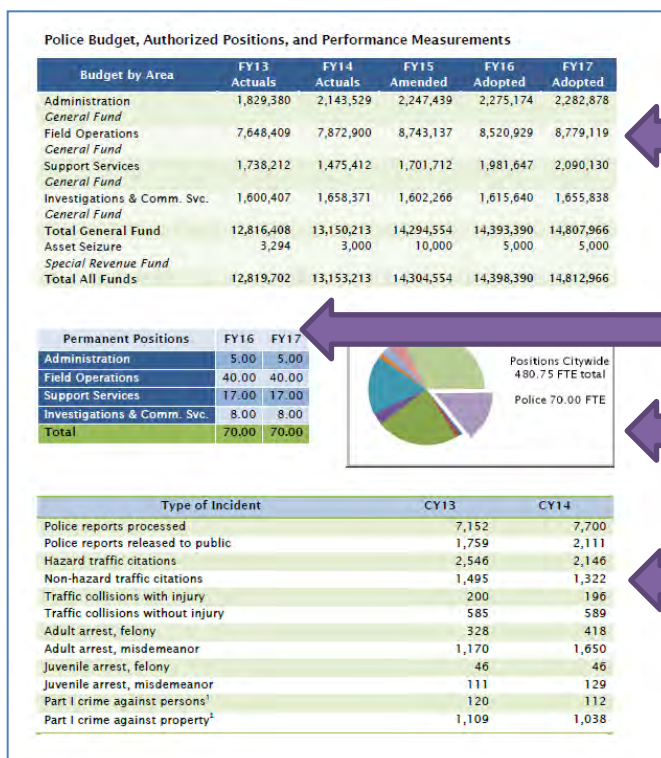 Police Budget, Authorized Positions, and Performance Measurements
Budget by Area FY13 Actuals FY14 Actuals FY15 Amended FY16 Adopted FY17 Adopted
Administration 1,829,380 2,143,529 2,247,439 2,275,174 2,282,878
General Fund
Field Operations 7,648,409 7,872,900 8,743,137 8,520,929 8,779,119
General Fund
Support Services 1,738,212 1,475,412 1,701,712 1,981,647 2,090,130
General Fund
Investigations & Comm. Svc. 1,600,407 1,658,371 1,602,266 1,615,640 1,655,838
General Fund
Total General Fund 12,816,408 13,150,213 14,294,554 14,393,390 14,807,966
Asset Seizure 3,294 3,000 10,000 5,000 5,000
Special Revenue Fund
Total All Funds 12,819,702 13,153,213 14,304,554 14,398,390 14,812,966
Permanent Positions FY16 FY17
Administration 5.00 5.00
Field Operations 40.00 40.00
Support Services 17.00 17.00
Investigations & Comm. Svc. 8.00 8.00
Total 70.00 70.00
Positions Citywide
480.75 FTE total
Police 70.00 FTE
Type of Incident CY13 CY14
Police reports processed 7,152 7,700
Police reports released to public 1,759 2,111
Hazard traffic citations 2,546 2,146
Non-hazard traffic citations 1,495 1,322
Traffic collisions with injury 200 196
Traffic collisions without injury 585 589
Adult arrest, felony 328 418
Adult arrest, misdemeanor 1,170 1,650
Juvenile arrest, felony 46 46
Juvenile arrest, misdemeanor 111 129
Part I crime against persons¹ 120 112
Part I crime against property² 1,109 1,038